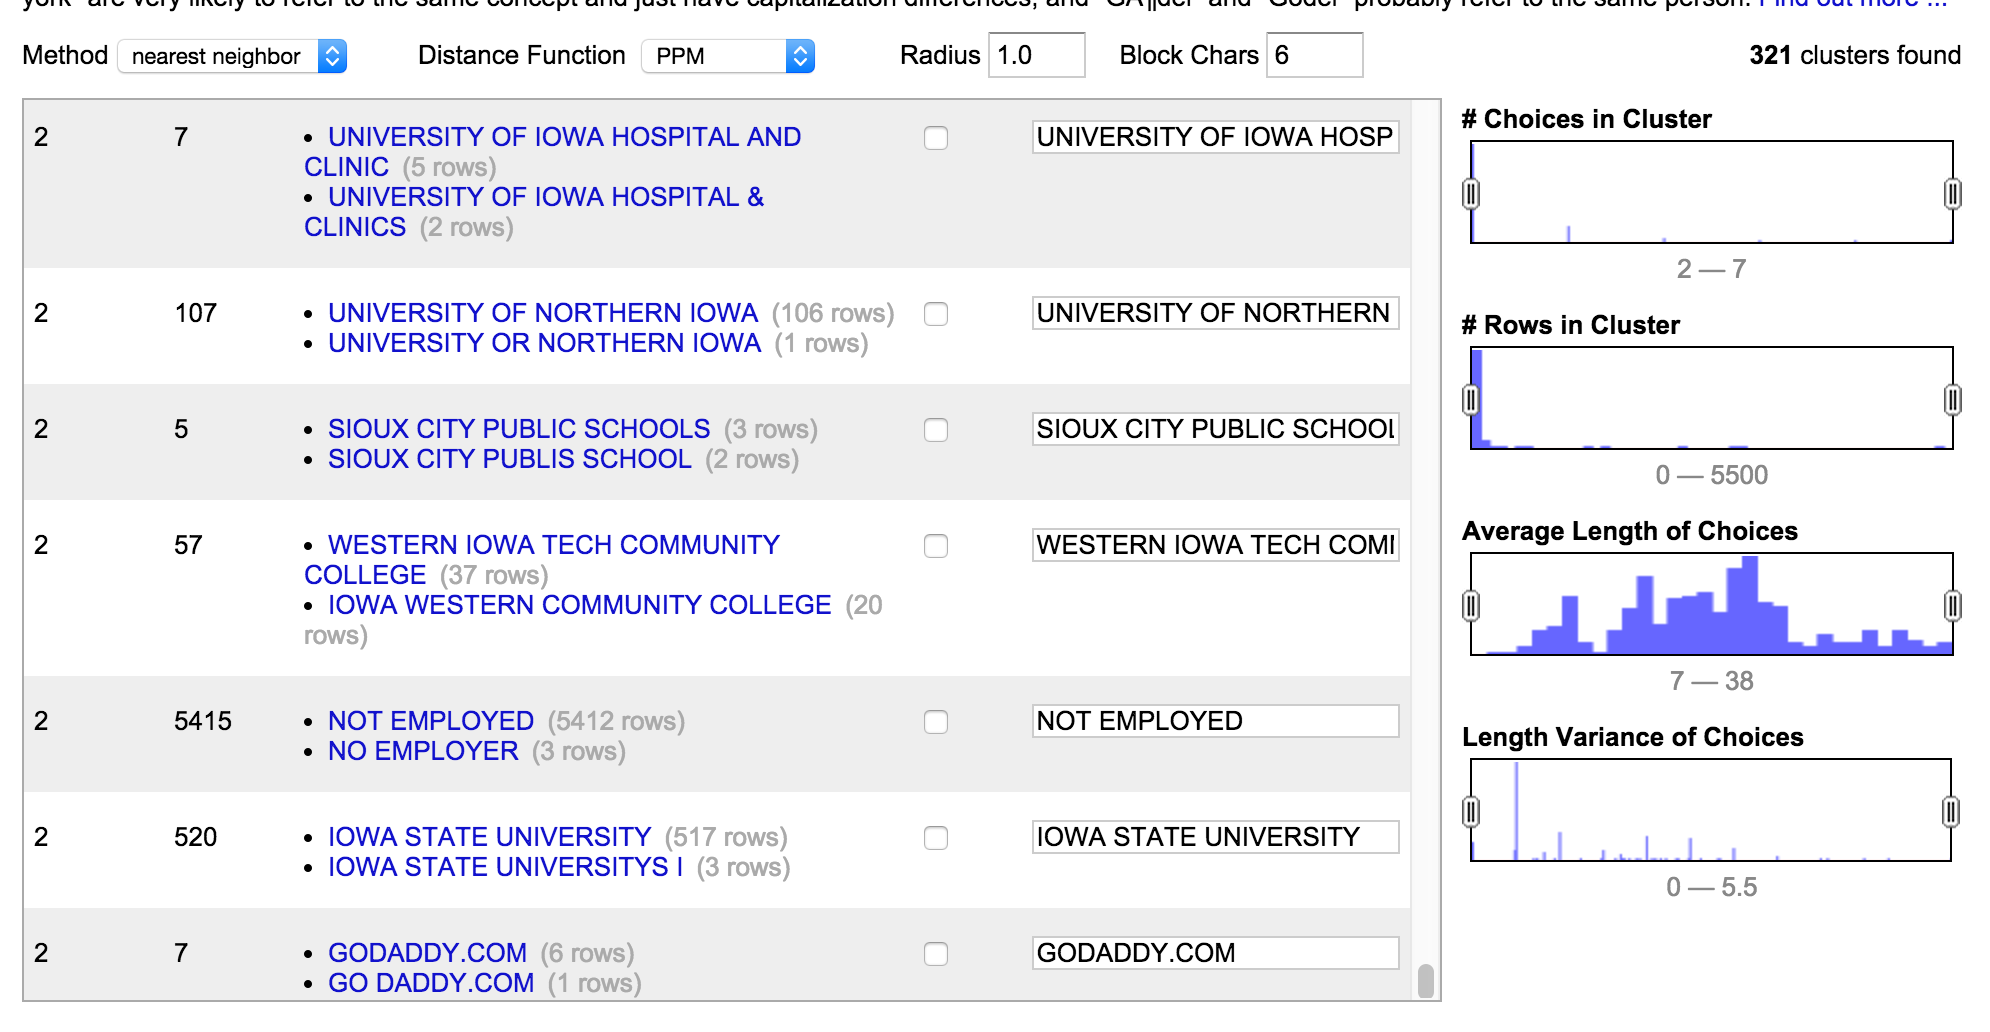 york" are very likely to refer to the same concept and just have capitalization differences, and "GÃ¶del" and "Godel" probably refer to the same person. Find out more ...
Method nearest neighbor Distance Function PPM Radius 1.0 Block Chars 6 321 clusters found
2 7 • UNIVERSITY OF IOWA HOSPITAL AND UNIVERSITY OF IOWA HOSP
CLINIC (5 rows)
• UNIVERSITY OF IOWA HOSPITAL &
CLINICS (2 rows)
2 107 • UNIVERSITY OF NORTHERN IOWA (106 rows) UNIVERSITY OF NORTHERN
• UNIVERSITY OR NORTHERN IOWA (1 rows)
2 5 • SIOUX CITY PUBLIC SCHOOLS (3 rows) SIOUX CITY PUBLIC SCHOOL
• SIOUX CITY PUBLIS SCHOOL (2 rows)
2 57 • WESTERN IOWA TECH COMMUNITY WESTERN IOWA TECH COMM
COLLEGE (37 rows)
• IOWA WESTERN COMMUNITY COLLEGE (20
rows)
2 5415 • NOT EMPLOYED (5412 rows) NOT EMPLOYED
• NO EMPLOYER (3 rows)
2 520 • IOWA STATE UNIVERSITY (517 rows) IOWA STATE UNIVERSITY
• IOWA STATE UNIVERSITYS I (3 rows)
2 7 • GODADDY.COM (6 rows) GODADDY.COM
• GO DADDY.COM (1 rows)
# Choices in Cluster
2 — 7
# Rows in Cluster
0 — 5500
Average Length of Choices
7 — 38
Length Variance of Choices
0 — 5.5